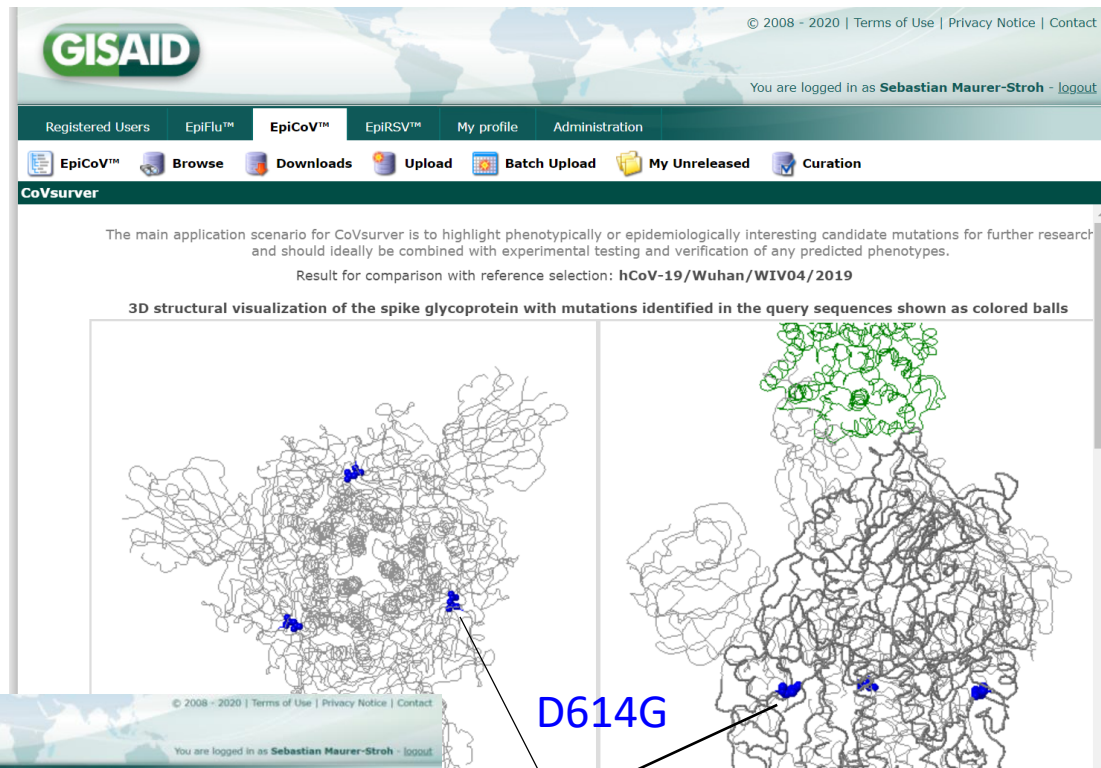 © 2008 - 2020 | Terms of Use | Privacy Notice | Contact
GISAID
You are logged in as Sebastian Maurer-Stroh - logout
Registered Users EpiFlu™ EpiCoV™ EpiRSV™ My profile Administration
EpiCoV™ Browse Downloads Upload Batch Upload My Unreleased Curation
CoVsurver
The main application scenario for CoVsurver is to highlight phenotypically or epidemiologically interesting candidate mutations for further research
and should ideally be combined with experimental testing and verification of any predicted phenotypes.
Result for comparison with reference selection: hCoV-19/Wuhan/WIV04/2019
3D structural visualization of the spike glycoprotein with mutations identified in the query sequences shown as colored balls
D614G
© 2008 - 2020 | Terms of Use | Privacy Notice | Contact
You are logged in as Sebastian Maurer-Stroh - logout